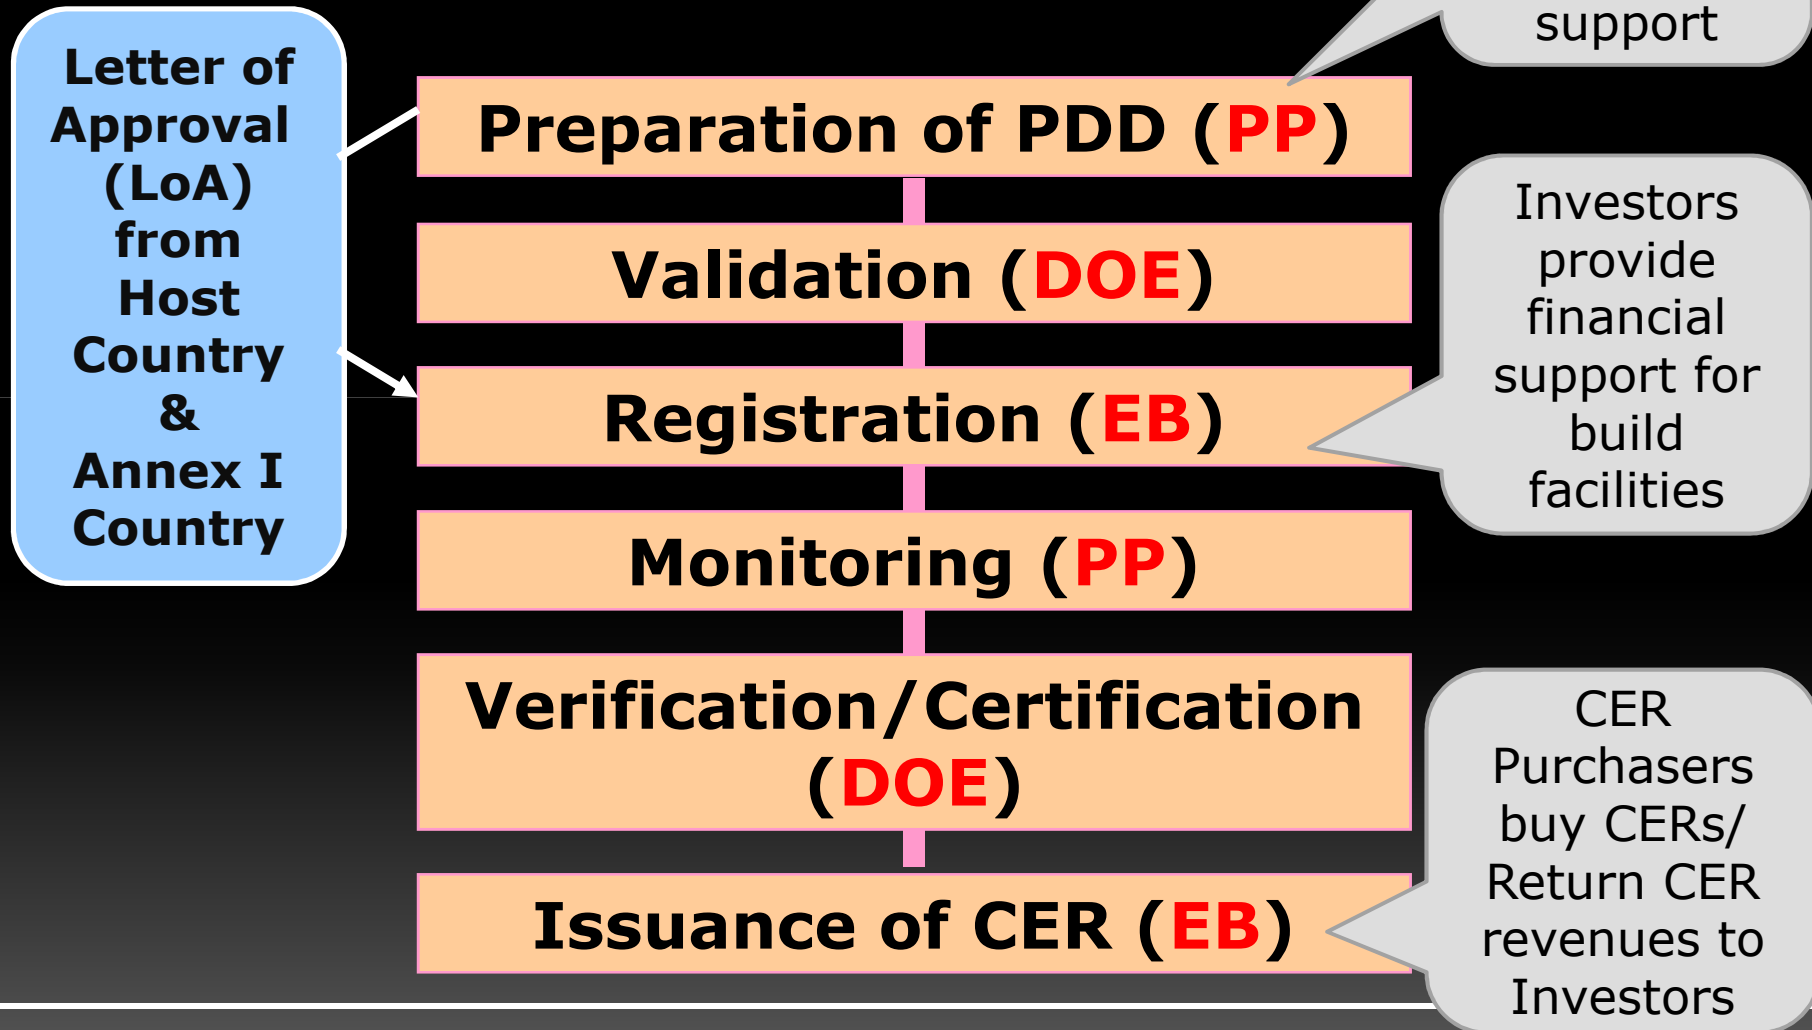 Letter of
Approval
(LoA)
from
Host
Country
&
Annex I
Country
support
Preparation of PDD (PP)
Validation (DOE)
Registration (EB)
Monitoring (PP)
Verification/Certification
(DOE)
Issuance of CER (EB)
Investors
provide
financial
support for
build
facilities
CER
Purchasers
buy CERs/
Return CER
revenues to
Investors